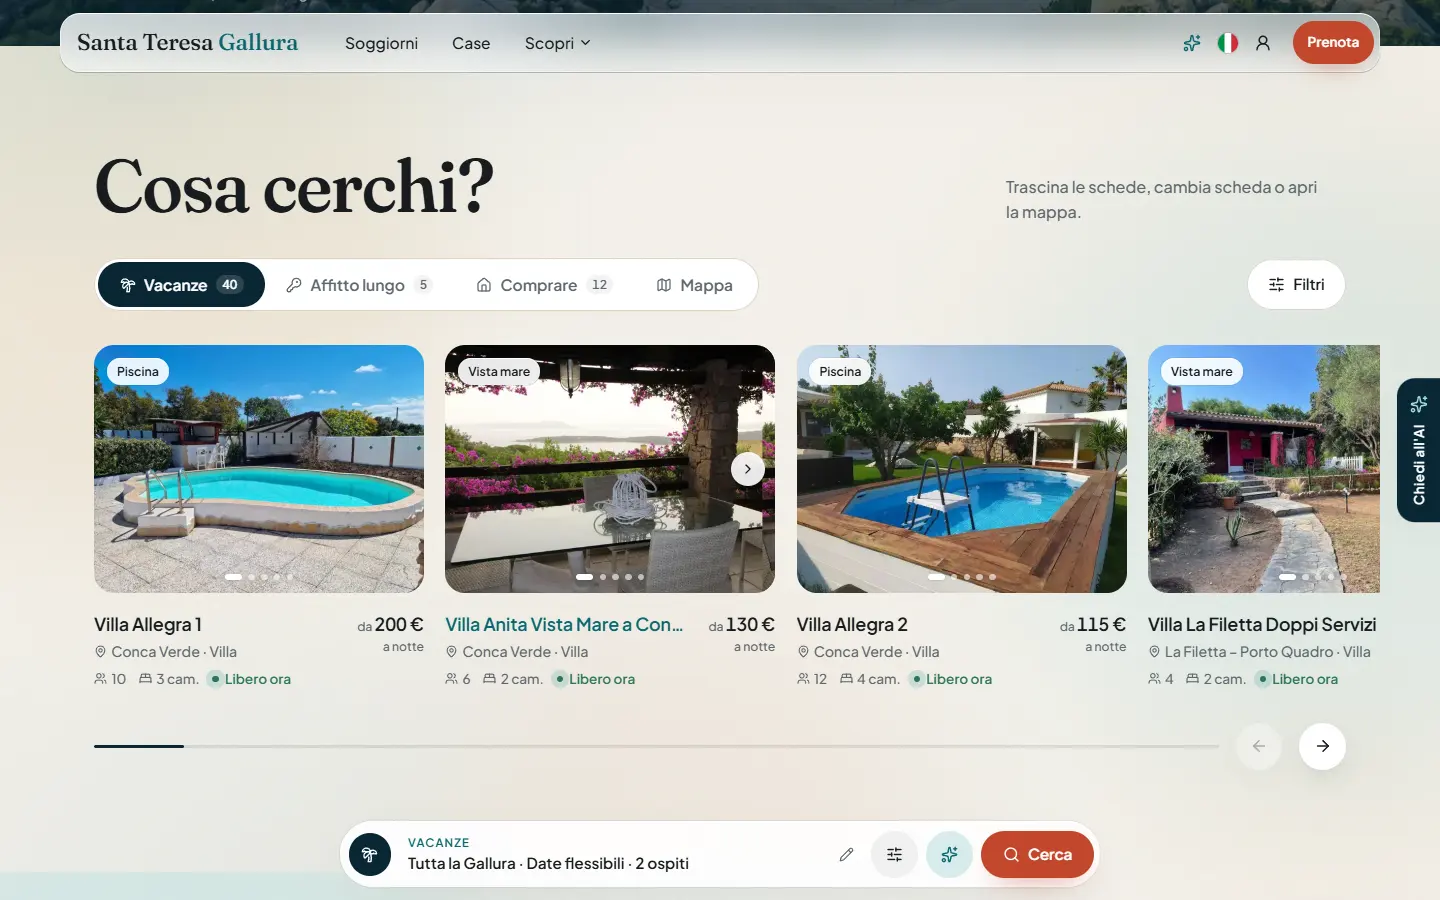 Santa Teresa Gallura
Soggiorni
Case
Scopri
Prenota
Cosa cerchi?
Trascina le schede, cambia scheda o apri
la mappa.
Vacanze 40
Affitto lungo 5
Comprare 12
Mappa
Filtri
Piscina
Vista mare
Piscina
Vista mare
Chiedi all'AI
Villa Allegra 1
da 200 €
Conca Verde · Villa
a notte
10
3 cam.
Libero ora
Villa Anita Vista Mare a Con...
da 130 €
Conca Verde · Villa
a notte
6
2 cam.
Libero ora
Villa Allegra 2
da 115 €
Conca Verde · Villa
a notte
12
4 cam.
Libero ora
Villa La Filetta Doppi Servizi
La Filetta – Porto Quadro · Villa
4
2 cam.
Libero ora
VACANZE
Tutta la Gallura · Date flessibili · 2 ospiti
Cerca